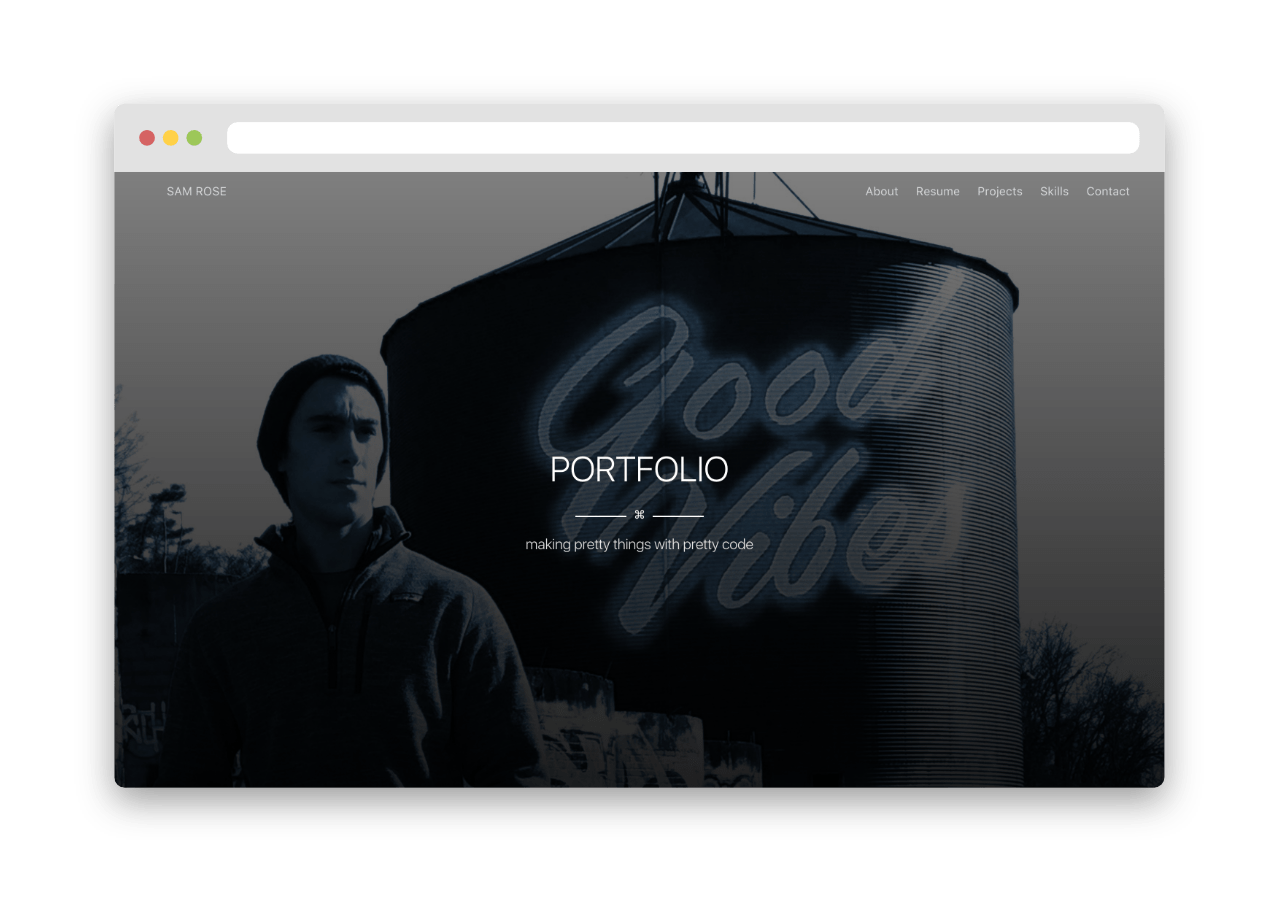 SAM ROSE
About Resume Projects Skills Contact
Good
Vibes
PORTFOLIO
⌘
making pretty things with pretty code